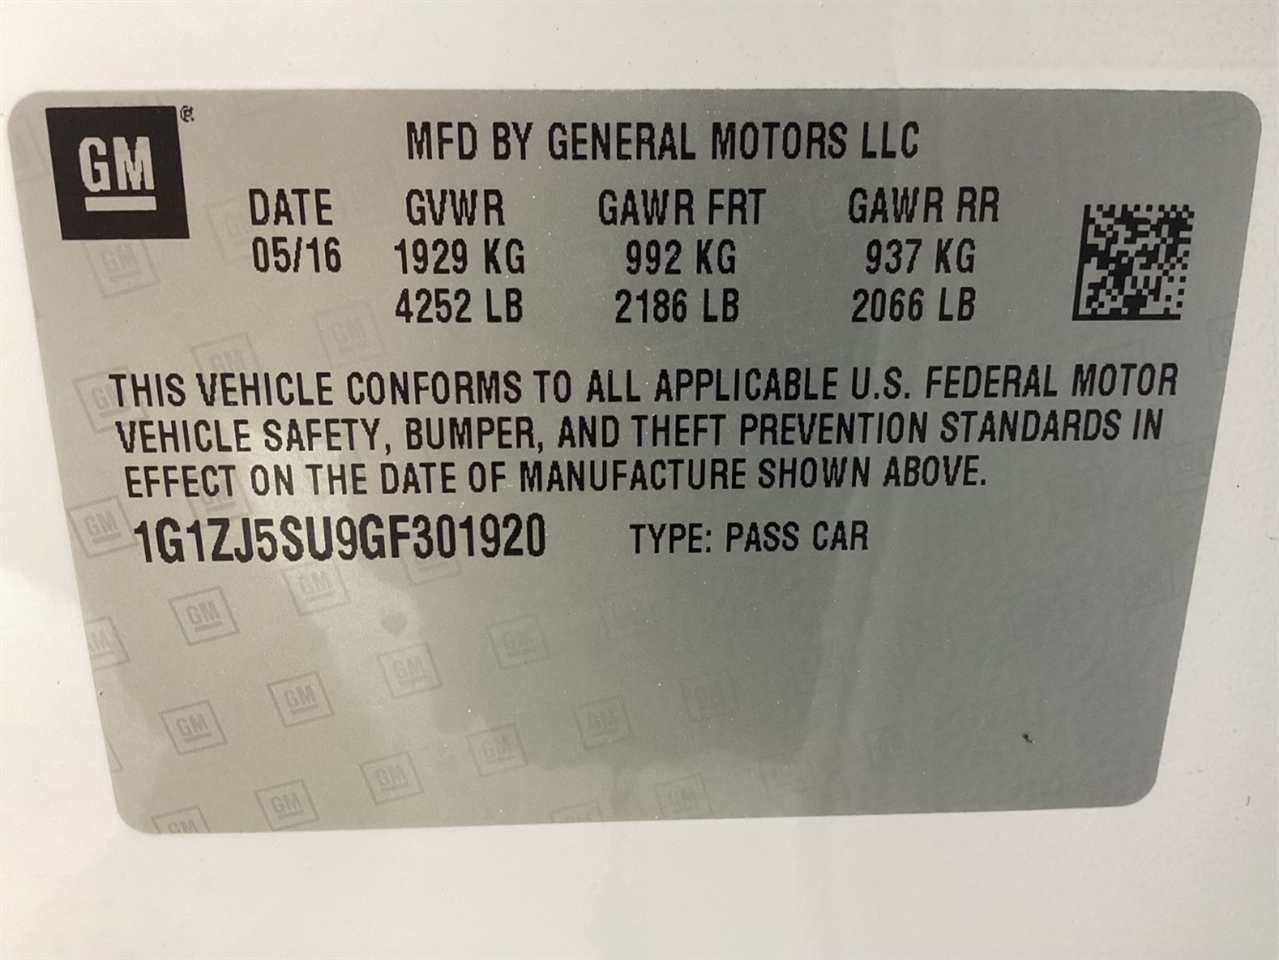 GM
MFD BY GENERAL MOTORS LLC
DATE GVWR GAWR FRT GAWR RR
05/16 1929 KG 992 KG 937 KG
4252 LB 2186 LB 2066 LB
THIS VEHICLE CONFORMS TO ALL APPLICABLE U.S. FEDERAL MOTOR
VEHICLE SAFETY, BUMPER, AND THEFT PREVENTION STANDARDS IN
EFFECT ON THE DATE OF MANUFACTURE SHOWN ABOVE.
1G1ZJ5SU9GF301920 TYPE: PASS CAR